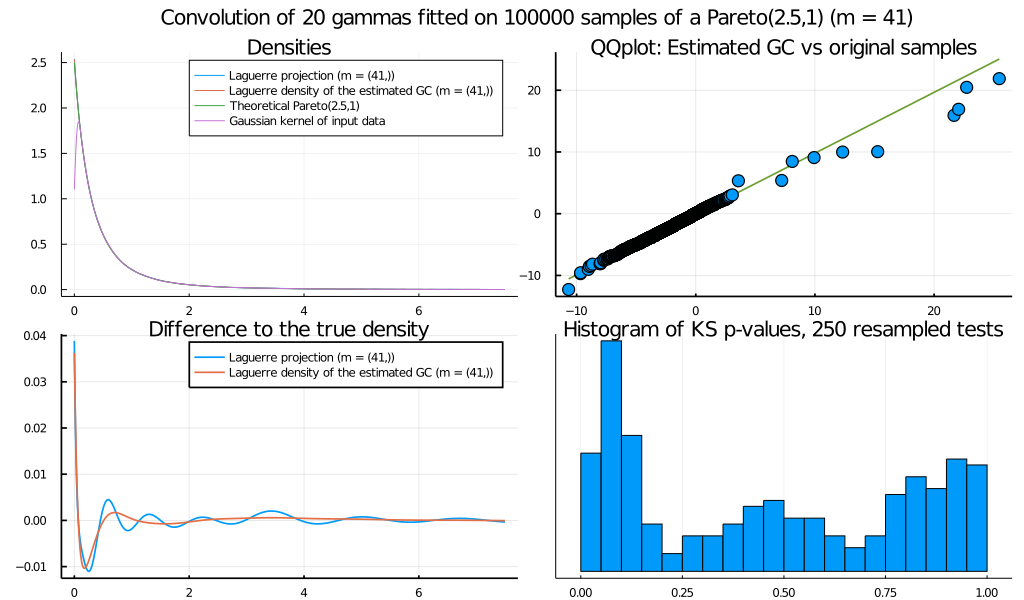 Convolution of 20 gammas fitted on 100000 samples of a Pareto(2.5,1) (m = 41)
Densities
2.5
2.0
1.5
1.0
0.5
0.0
Laguerre projection (m = (41,))
Laguerre density of the estimated GC (m = (41,))
Theoretical Pareto(2.5,1)
Gaussian kernel of input data
0 2 4 6
QQplot: Estimated GC vs original samples
20
10
0
−10
−10 0 10 20
Difference to the true density
0.04
0.03
0.02
0.01
0.00
−0.01
Laguerre projection (m = (41,))
Laguerre density of the estimated GC (m = (41,))
0 2 4 6
Histogram of KS p-values, 250 resampled tests
0.00 0.25 0.50 0.75 1.00